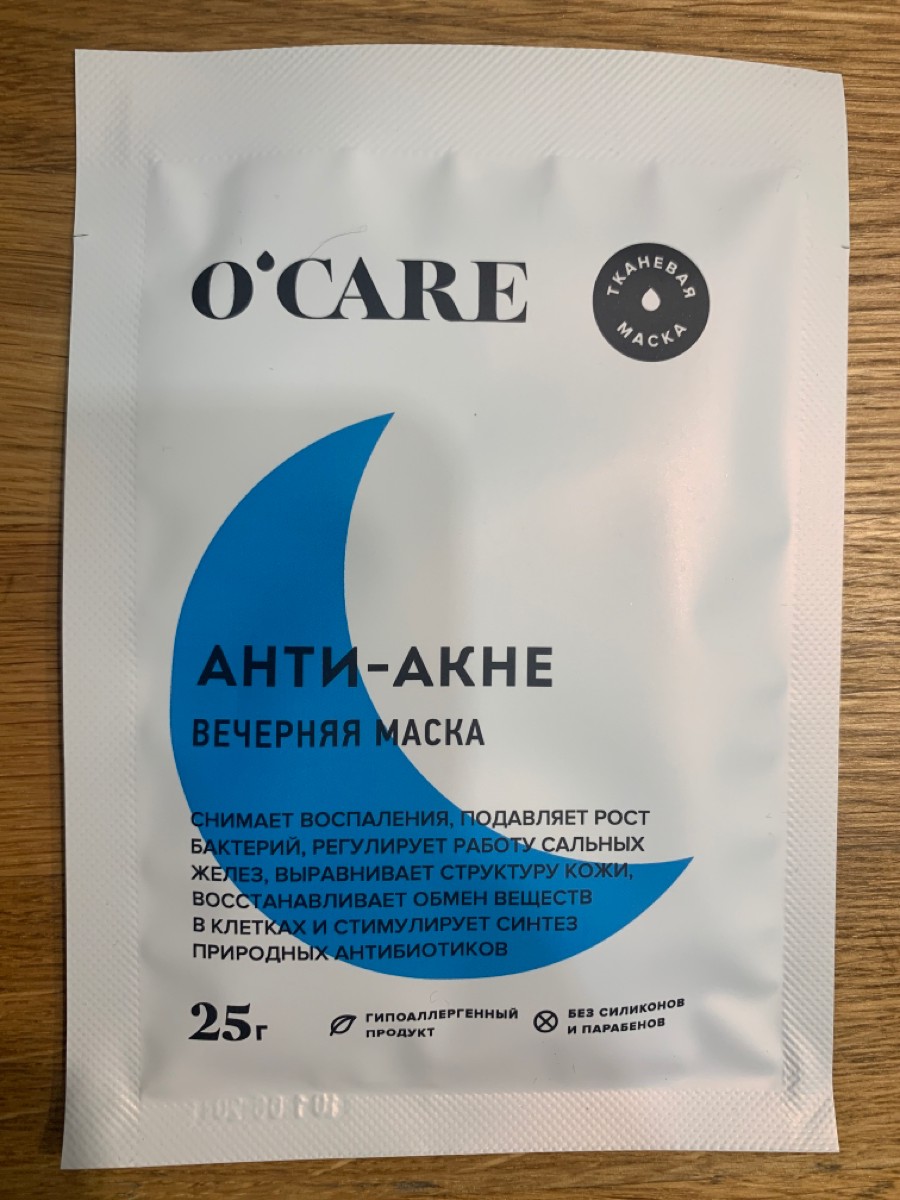 O'CARE
ТКАНЕВАЯ
МАСКА
АНТИ-АКНЕ
ВЕЧЕРНЯЯ МАСКА
СНИМАЕТ ВОСПАЛЕНИЯ, ПОДАВЛЯЕТ РОСТ
БАКТЕРИЙ, РЕГУЛИРУЕТ РАБОТУ САЛЬНЫХ
ЖЕЛЕЗ, ВЫРАВНИВАЕТ СТРУКТУРУ КОЖИ,
ВОССТАНАВЛИВАЕТ ОБМЕН ВЕЩЕСТВ
В КЛЕТКАХ И СТИМУЛИРУЕТ СИНТЕЗ
ПРИРОДНЫХ АНТИБИОТИКОВ
25г
ГИПОАЛЛЕРГЕННЫЙ
ПРОДУКТ
БЕЗ СИЛИКОНОВ
И ПАРАБЕНОВ